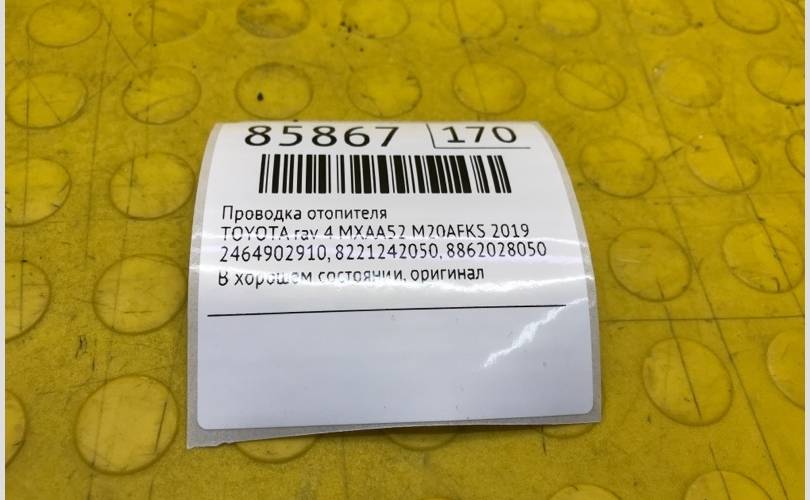 85867 170
Проводка отопителя
TOYOTA rav 4 MXAA52 M20AFKS 2019
2464902910, 8221242050, 8862028050
В хорошем состоянии, оригинал